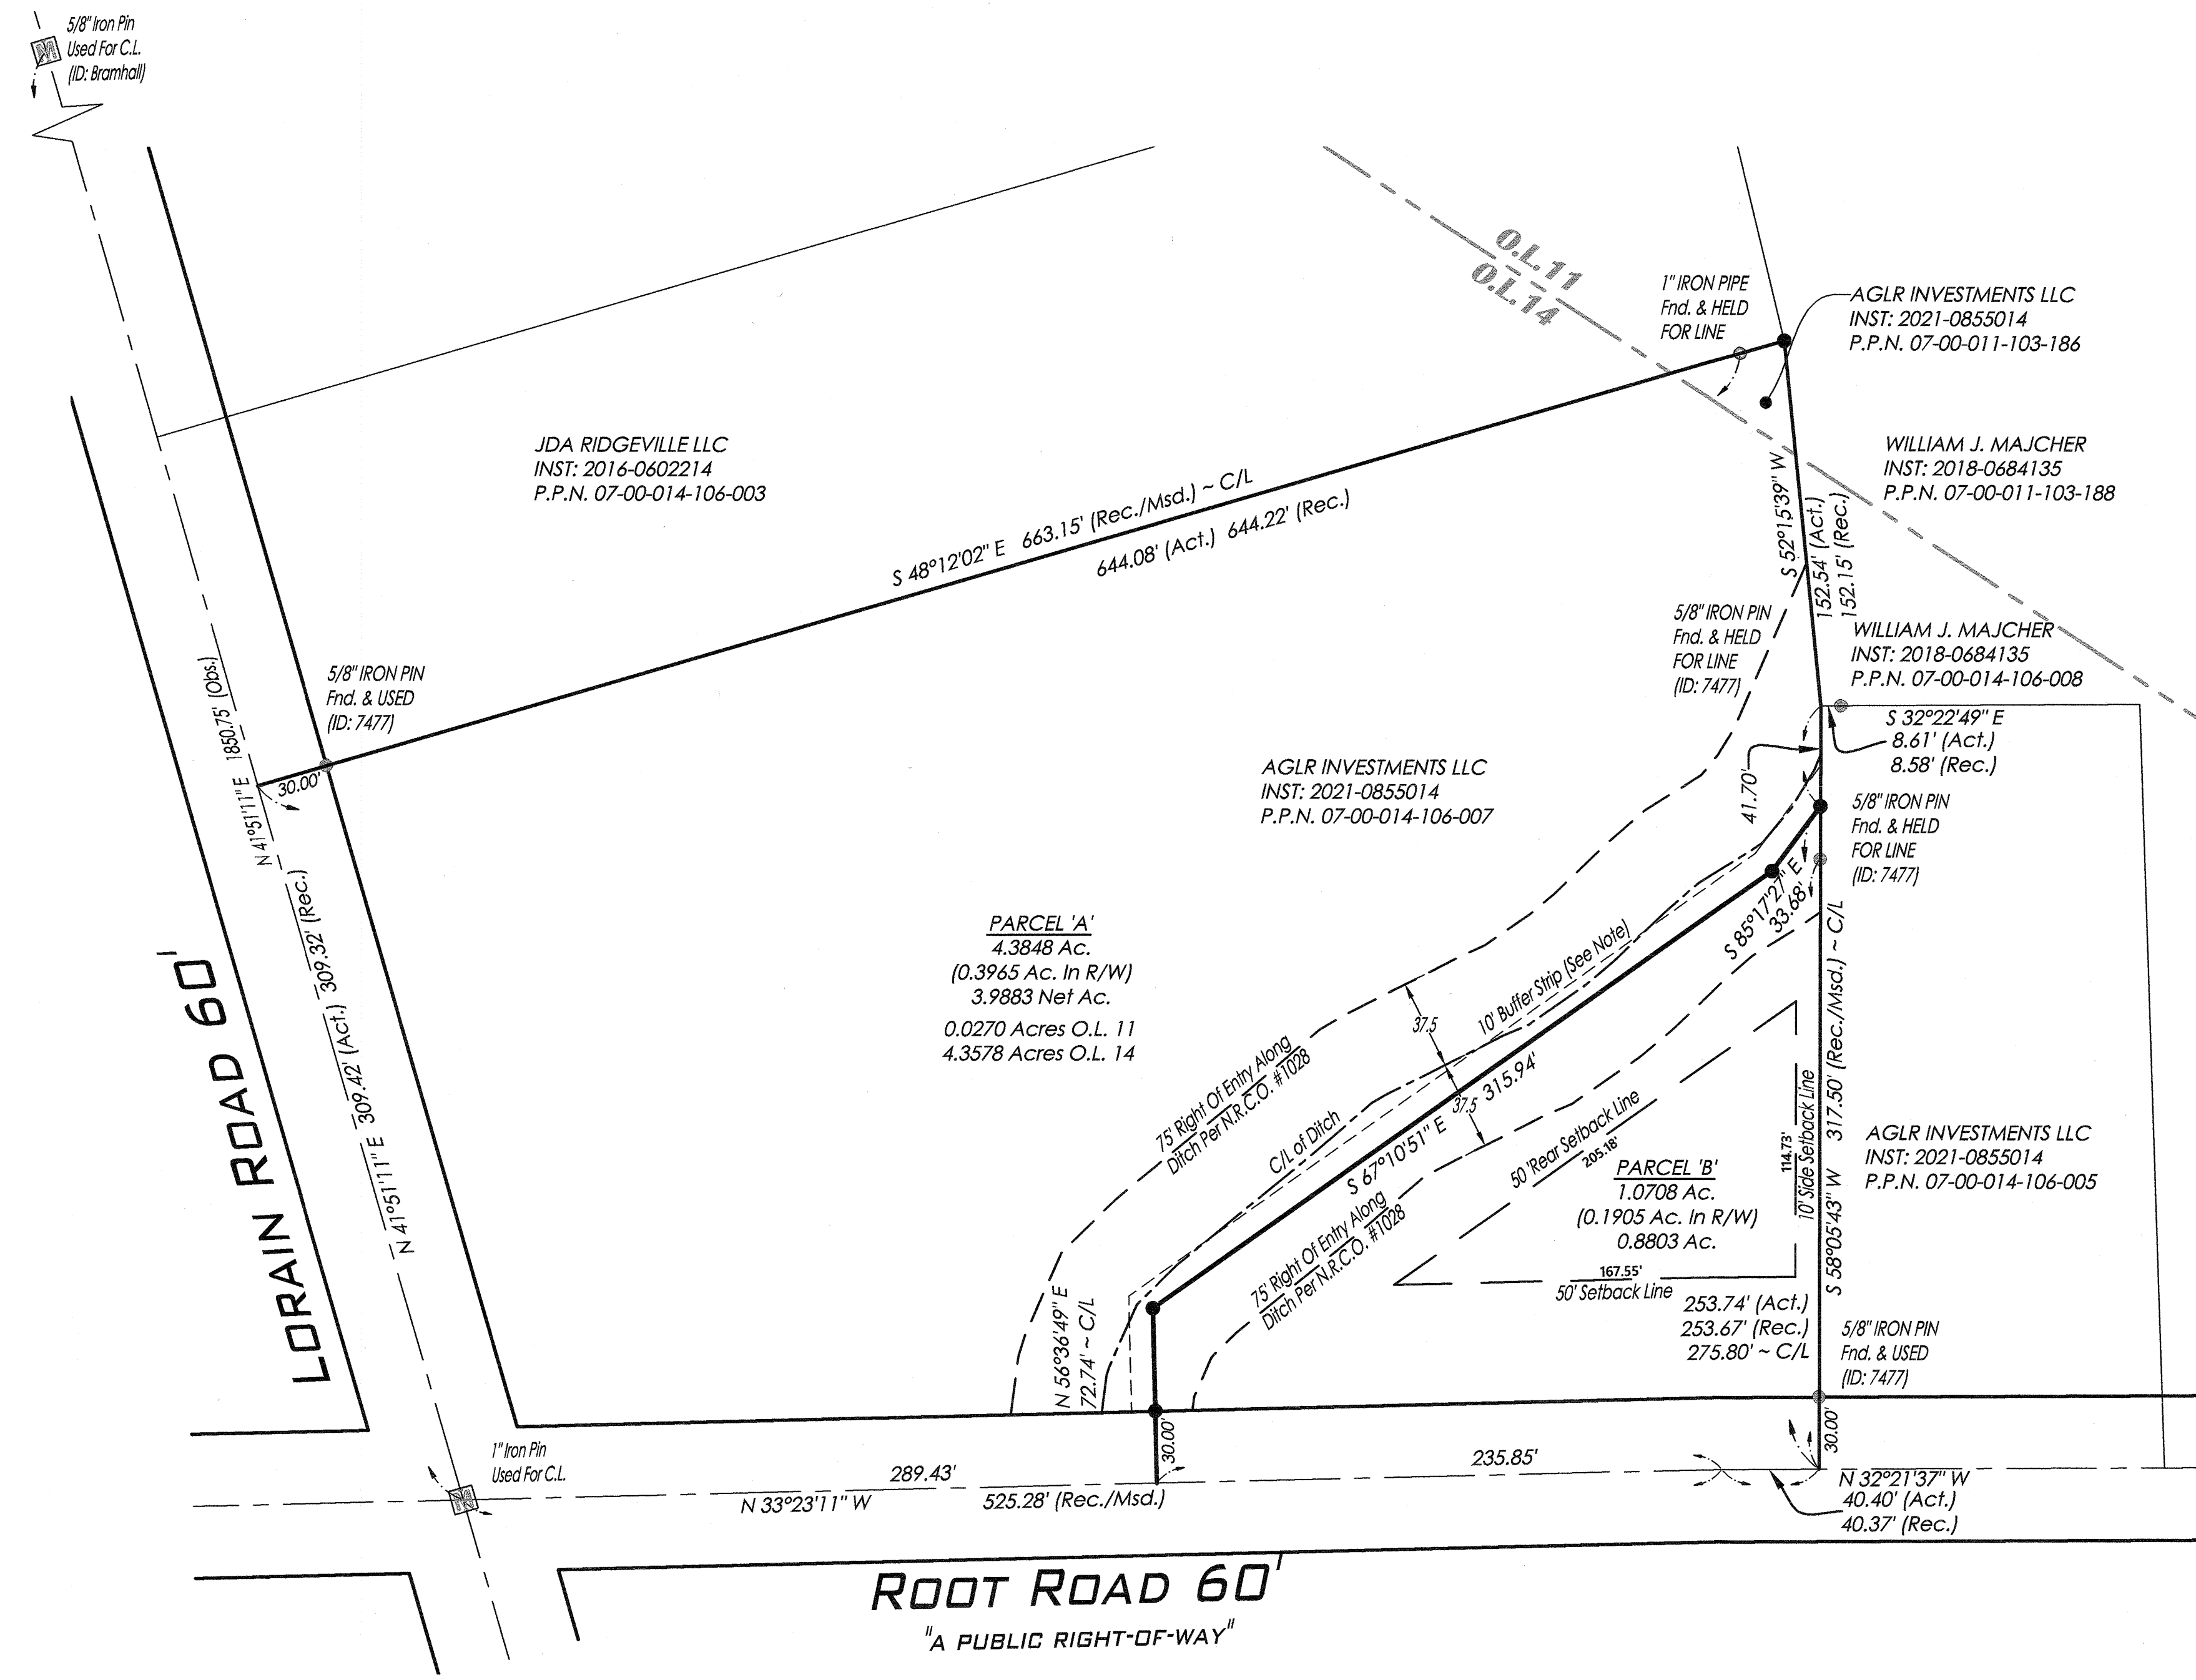 5/8" Iron Pin
Used For C.L.
(ID: Bramhall)
O.L.11
O.L.14
1" IRON PIPE
Fnd. & HELD
FOR LINE
AGLR INVESTMENTS LLC
INST: 2021-0855014
P.P.N. 07-00-011-103-186
JDA RIDGEVILLE LLC
INST: 2016-0602214
P.P.N. 07-00-014-106-003
WILLIAM J. MAJCHER
INST: 2018-0684135
P.P.N. 07-00-011-103-188
S 48°12'02" E 663.15' (Rec./Msd.) ~ C/L
644.08' (Act.) 644.22' (Rec.)
S 52°15'39" W
152.54' (Act.)
152.15' (Rec.)
5/8" IRON PIN
Fnd. & HELD
FOR LINE
(ID: 7477)
WILLIAM J. MAJCHER
INST: 2018-0684135
P.P.N. 07-00-014-106-008
5/8" IRON PIN
Fnd. & USED
(ID: 7477)
30.00'
N 41°51'11" E 1850.75' (Obs.)
S 32°22'49" E
8.61' (Act.)
8.58' (Rec.)
41.70'
AGLR INVESTMENTS LLC
INST: 2021-0855014
P.P.N. 07-00-014-106-007
5/8" IRON PIN
Fnd. & HELD
FOR LINE
(ID: 7477)
S 85°17'27" E
33.68'
PARCEL 'A'
4.3848 Ac.
(0.3965 Ac. In R/W)
3.9883 Net Ac.
0.0270 Acres O.L. 11
4.3578 Acres O.L. 14
LORAIN ROAD 60'
N 41°51'11" E 309.42' (Act.) 309.32' (Rec.)
10' Buffer Strip (See Note)
37.5
37.5
75' Right Of Entry Along
Ditch Per N.R.C.O. #1028
C/L of Ditch
S 67°10'51" E 315.94'
75' Right Of Entry Along
Ditch Per N.R.C.O. #1028
50 'Rear Setback Line
205.18'
114.73'
10' Side Setback Line
S 58°05'43" W 317.50' (Rec./Msd.) ~ C/L
PARCEL 'B'
1.0708 Ac.
(0.1905 Ac. In R/W)
0.8803 Ac.
AGLR INVESTMENTS LLC
INST: 2021-0855014
P.P.N. 07-00-014-106-005
167.55'
50' Setback Line
253.74' (Act.)
253.67' (Rec.)
275.80' ~ C/L
5/8" IRON PIN
Fnd. & USED
(ID: 7477)
N 56°36'49" E
72.74' ~ C/L
30.00'
30.00'
1" Iron Pin
Used For C.L.
289.43'
235.85'
N 33°23'11" W 525.28' (Rec./Msd.)
N 32°21'37" W
40.40' (Act.)
40.37' (Rec.)
ROOT ROAD 60'
"A PUBLIC RIGHT-OF-WAY"
M
M